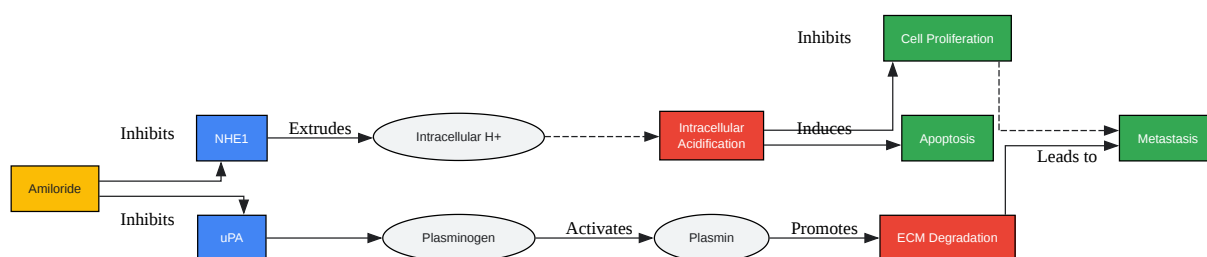 Inhibits
Cell Proliferation
Inhibits
NHE1
Extrudes
Intracellular H+
Intracellular
Acidification
Induces
Apoptosis
Metastasis
Leads to
Amiloride
Inhibits
uPA
Plasminogen
Activates
Plasmin
Promotes
ECM Degradation